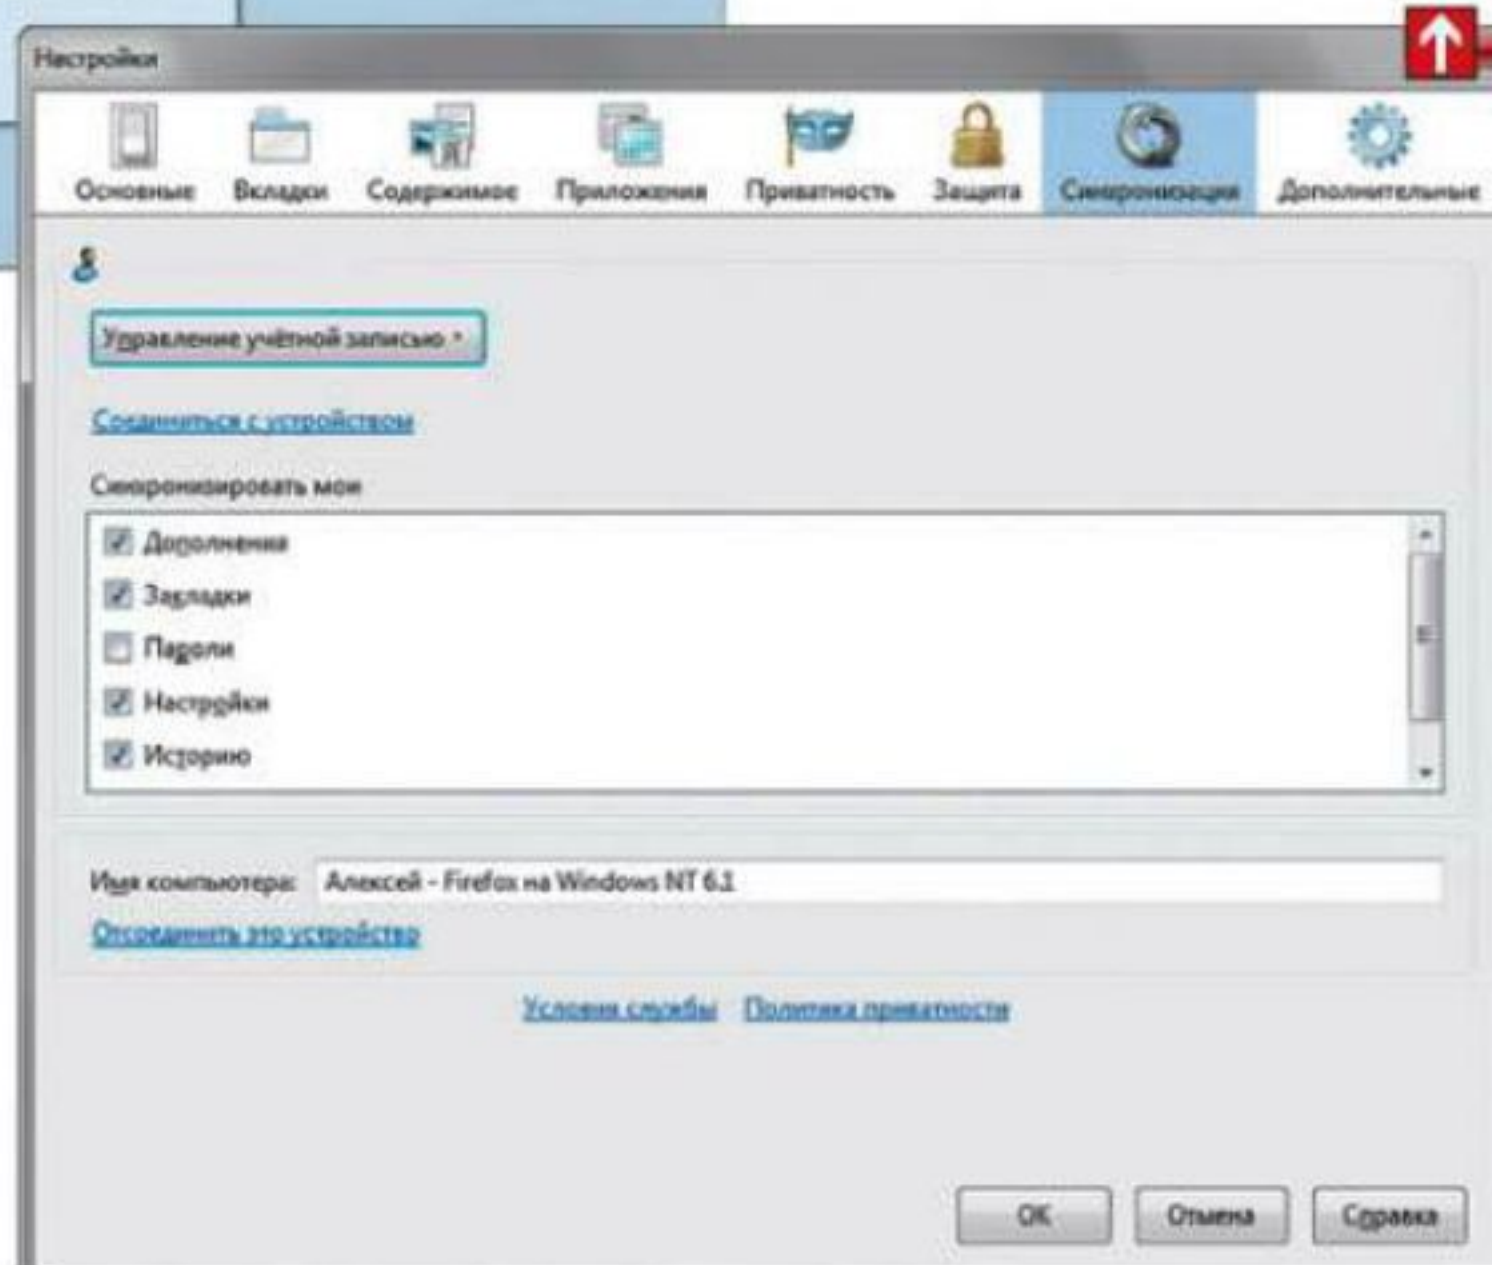 Настройки
Основные Вкладки Содержимое Приложения Приватность Защита Синхронизация Дополнительные
Управление учётной записью
Соединиться с устройством
Синхронизировать мои
Дополнения
Закладки
Пароли
Настройки
Историю
Имя компьютера: Алексей - Firefox на Windows NT 6.1
Отсоединить это устройство
Условия службы Политика приватности
ОК Отмена Справка